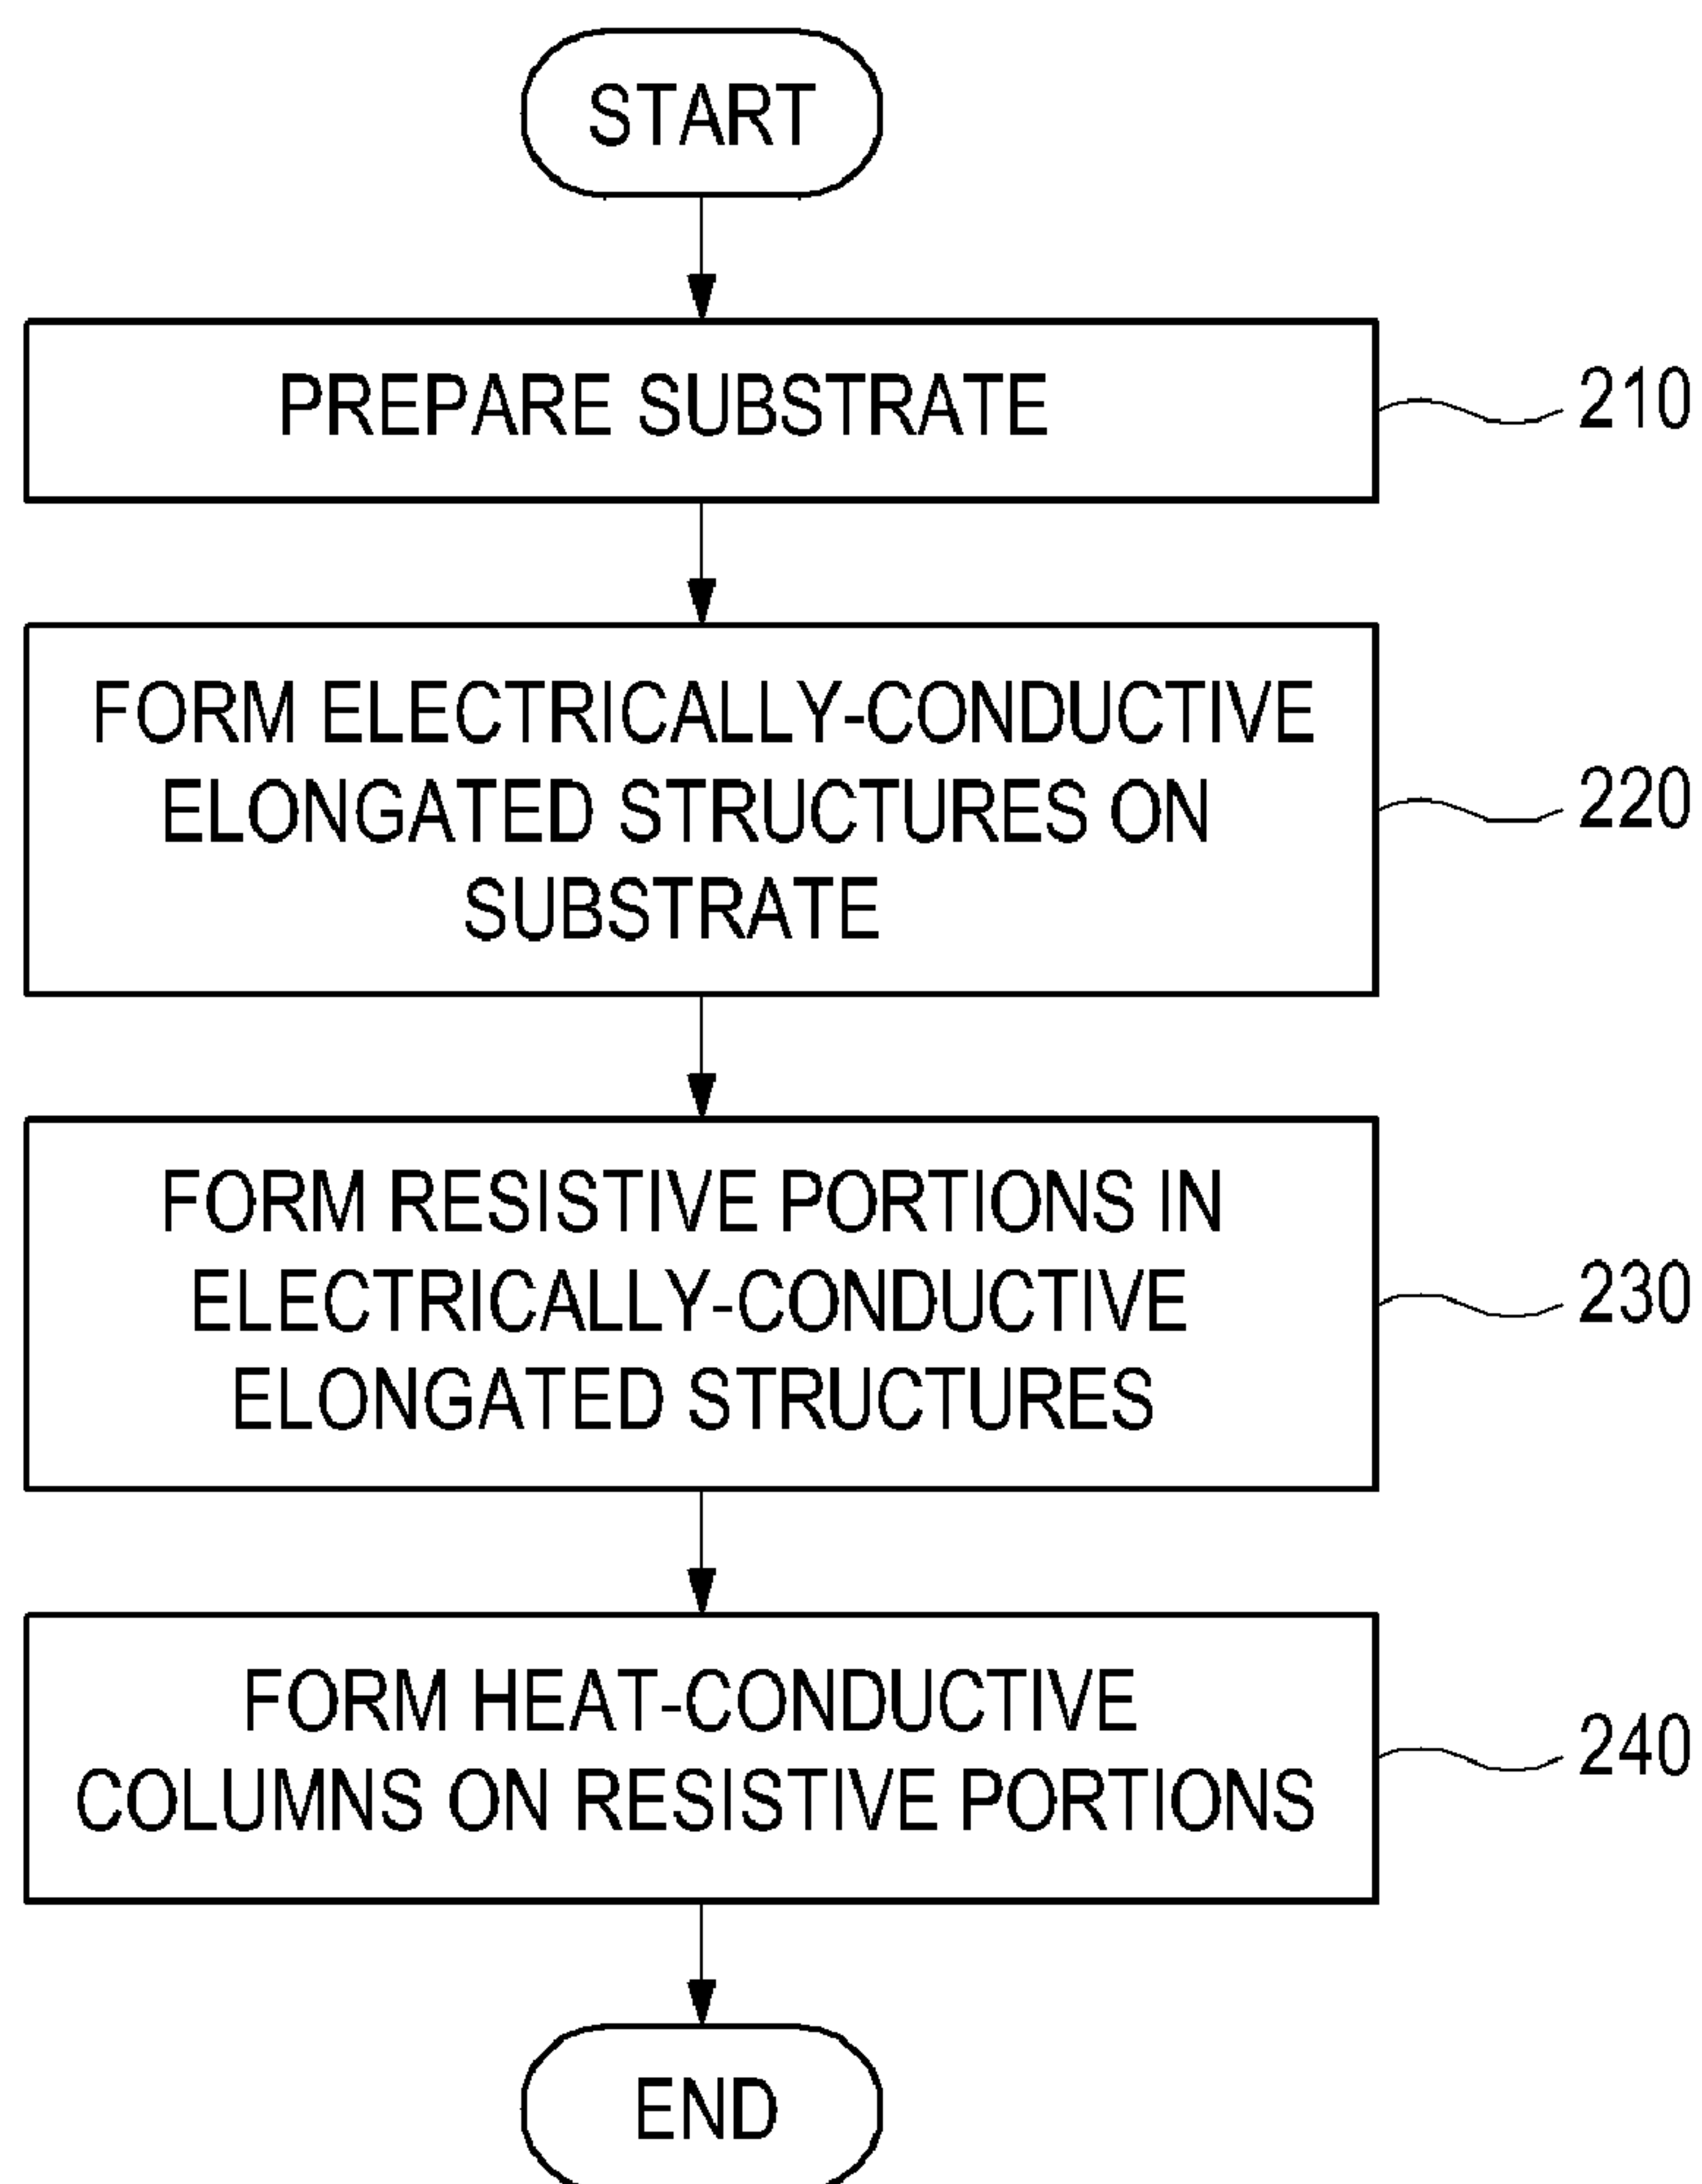 START
PREPARE SUBSTRATE
210
FORM ELECTRICALLY-CONDUCTIVE
ELONGATED STRUCTURES ON
SUBSTRATE
220
FORM RESISTIVE PORTIONS IN
ELECTRICALLY-CONDUCTIVE
ELONGATED STRUCTURES
230
FORM HEAT-CONDUCTIVE
COLUMNS ON RESISTIVE PORTIONS
240
END